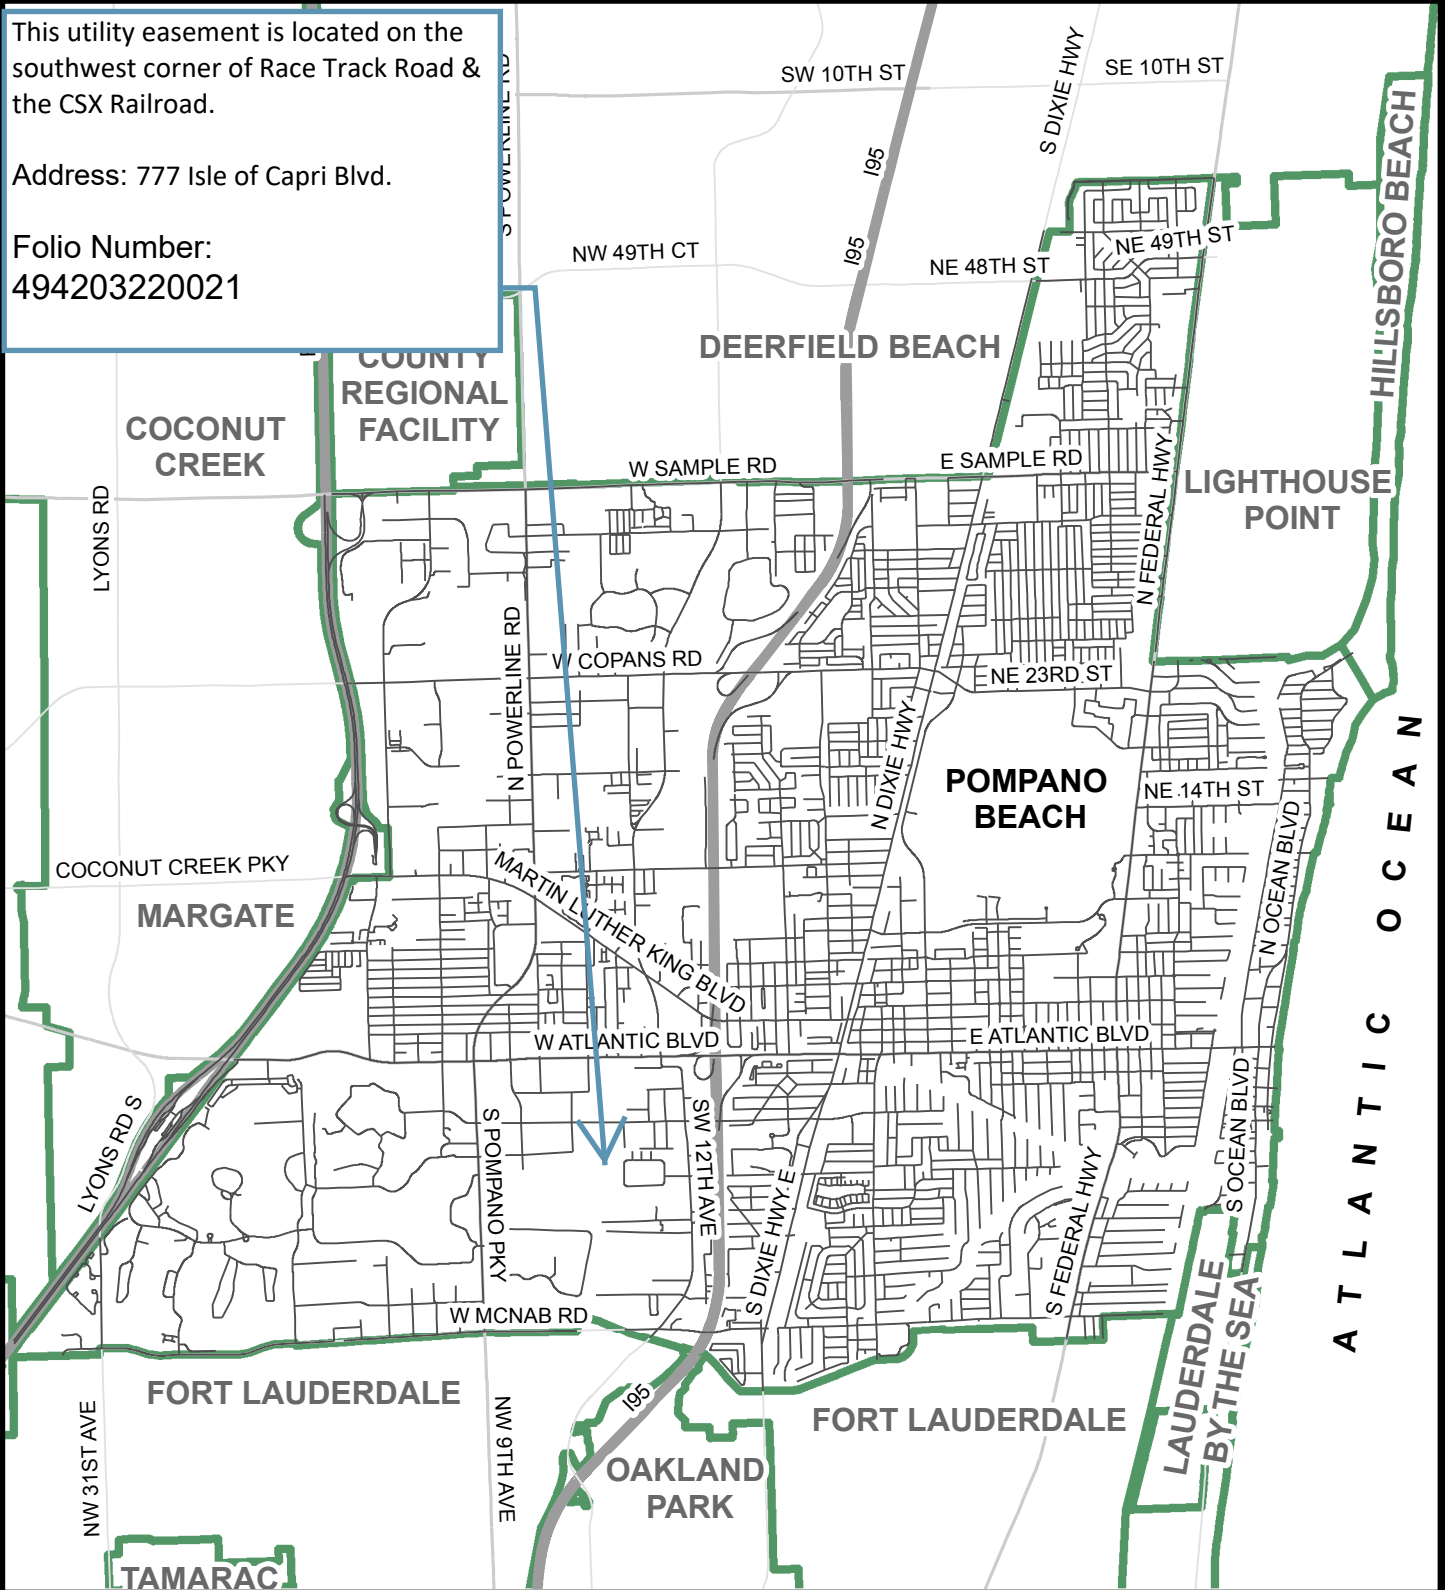 This utility easement is located on the
southwest corner of Race Track Road &
the CSX Railroad.
Address: 777 Isle of Capri Blvd.
Folio Number:
494203220021
S POWERLINE RD
SW 10TH ST
SE 10TH ST
S DIXIE HWY
I95
I95
HILLSBORO BEACH
NW 49TH CT
NE 48TH ST
NE 49TH ST
DEERFIELD BEACH
COUNTY
REGIONAL
FACILITY
COCONUT
CREEK
W SAMPLE RD
E SAMPLE RD
LIGHTHOUSE
POINT
LYONS RD
N FEDERAL HWY
N POWERLINE RD
W COPANS RD
NE 23RD ST
N DIXIE HWY
POMPANO
BEACH
NE 14TH ST
N OCEAN BLVD
COCONUT CREEK PKY
MARTIN LUTHER KING BLVD
MARGATE
ATLANTIC OCEAN
W ATLANTIC BLVD
E ATLANTIC BLVD
LYONS RD S
S POMPANO PKY
SW 12TH AVE
S DIXIE HWY E
S FEDERAL HWY
S OCEAN BLVD
W MCNAB RD
LAUDERDALE
BY THE SEA
FORT LAUDERDALE
FORT LAUDERDALE
I95
NW 31ST AVE
NW 9TH AVE
OAKLAND
PARK
TAMARAC